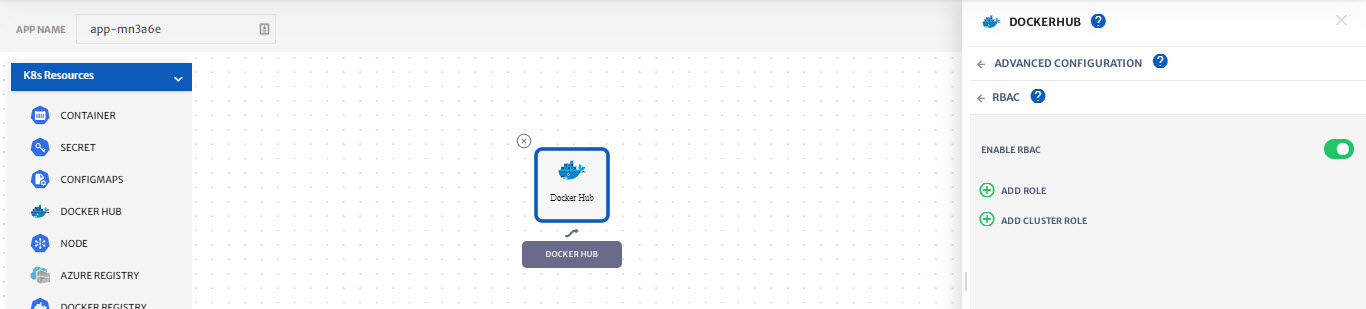 APP NAME
app-mn3a6e
K8s Resources
CONTAINER
SECRET
CONFIGMAPS
DOCKER HUB
NODE
AZURE REGISTRY
DOCKER REGISTRY
Docker Hub
DOCKER HUB
DOCKERHUB ?
ADVANCED CONFIGURATION ?
RBAC ?
ENABLE RBAC
ADD ROLE
ADD CLUSTER ROLE